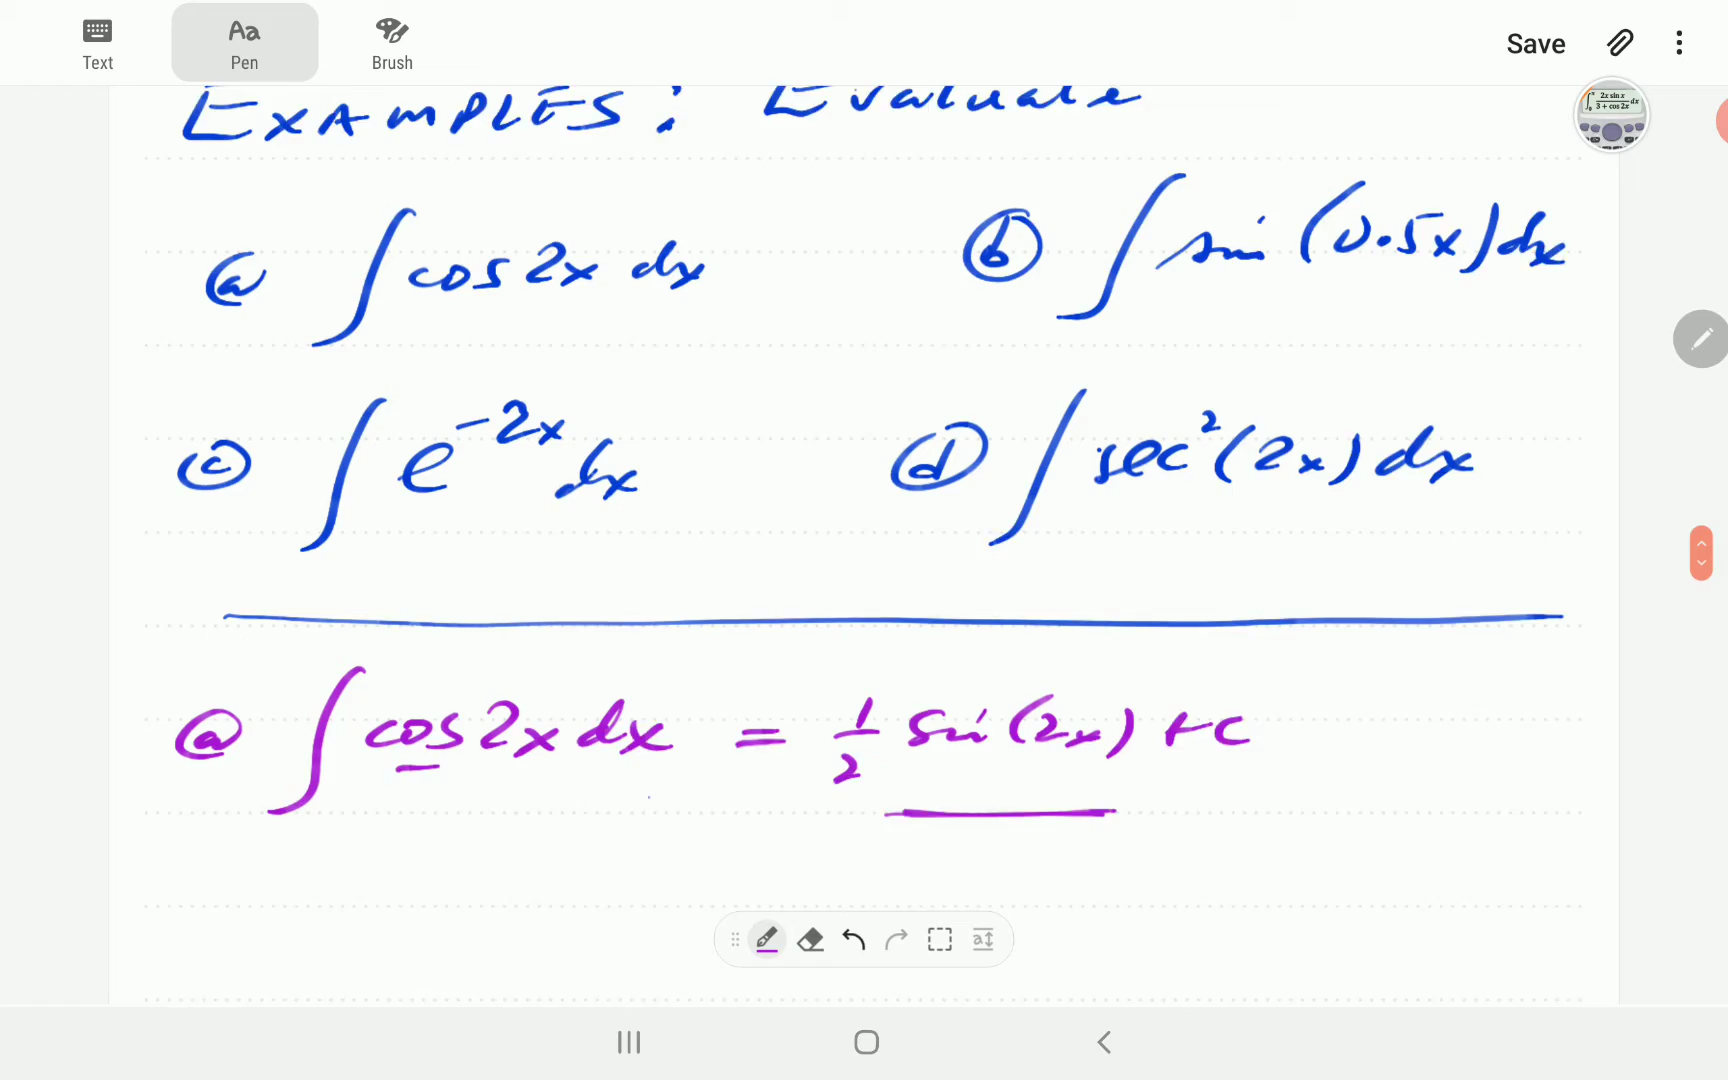 Text
Aa
Pen
Brush
Save
EXAMPLES: Evaluate
ⓐ ∫ cos 2x dx
ⓑ ∫ sin (0.5x) dx
ⓒ ∫ e^{-2x} dx
ⓓ ∫ sec²(2x) dx
ⓐ ∫ cos 2x dx = 1/2 sin(2x) + c